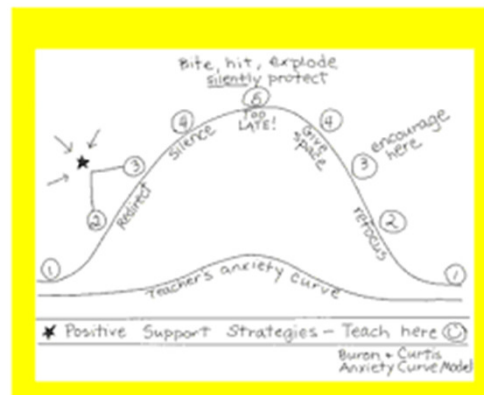 Bite, hit, explode
silently protect
5
TOO
LATE!
4
Silence
4
Give
space
3
encourage
here
3
Redirect
2
2
refocus
1
1
Teacher's anxiety curve
★ Positive Support Strategies - Teach here
Buron + Curtis
Anxiety Curve Model